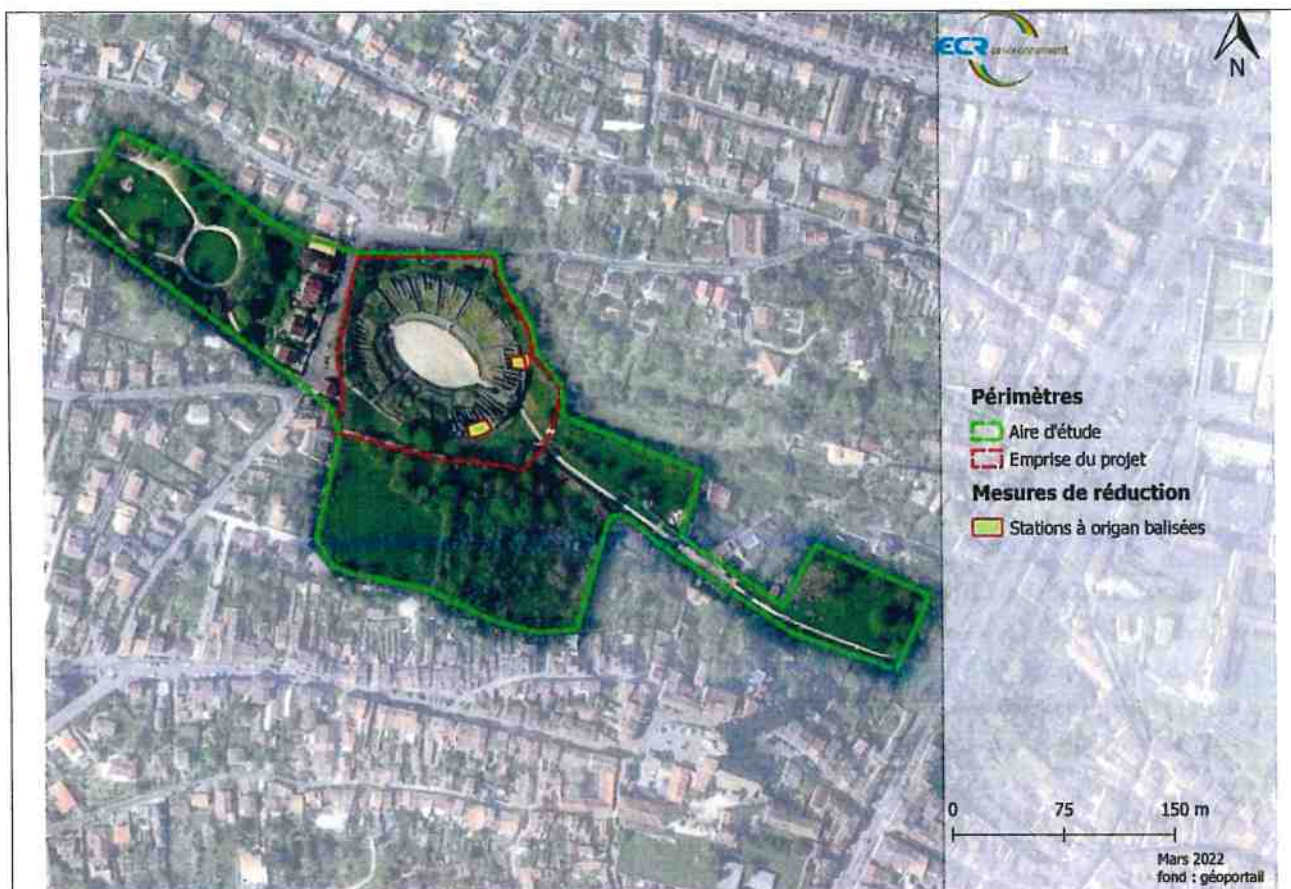 ECR environnement
N
Périmètres
Aire d'étude
Emprise du projet
Mesures de réduction
Stations à origan balisées
0 75 150 m
Mars 2022
fond : géoportail